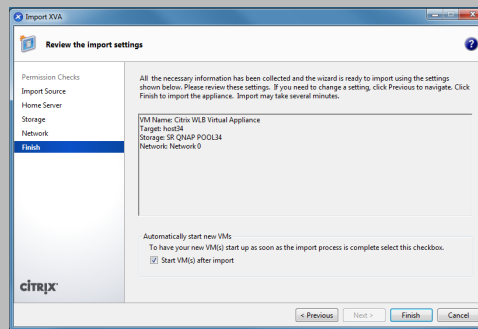 Import XVA
Review the import settings
Permission Checks
Import Source
Home Server
Storage
Network
Finish
All the necessary information has been collected and the wizard is ready to import using the settings
shown below. Please review these settings. If you need to change a setting, click Previous to navigate. Click
Finish to import the appliance. Import may take several minutes.
VM Name: Citrix WLB Virtual Appliance
Target: host34
Storage: SR QNAP POOL34
Network: Network 0
Automatically start new VMs
To have your new VM(s) start up as soon as the import process is complete select this checkbox.
Start VM(s) after import
CITRIX
< Previous
Next >
Finish
Cancel